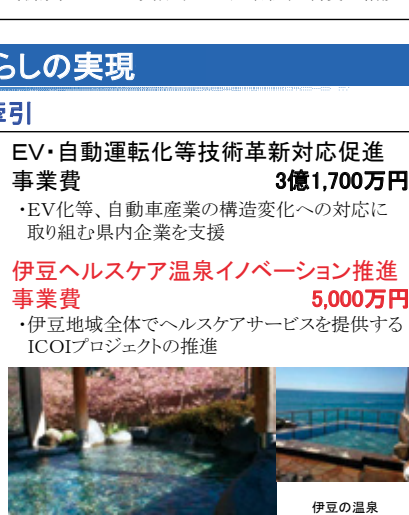 らしの実現
牽引
EV・自動運転化等技術革新対応促進
事業費 3億1,700万円
・EV化等、自動車産業の構造変化への対応に
取り組む県内企業を支援
伊豆ヘルスケア温泉イノベーション推進
事業費 5,000万円
・伊豆地域全体でヘルスケアサービスを提供する
ICOIプロジェクトの推進
伊豆の温泉